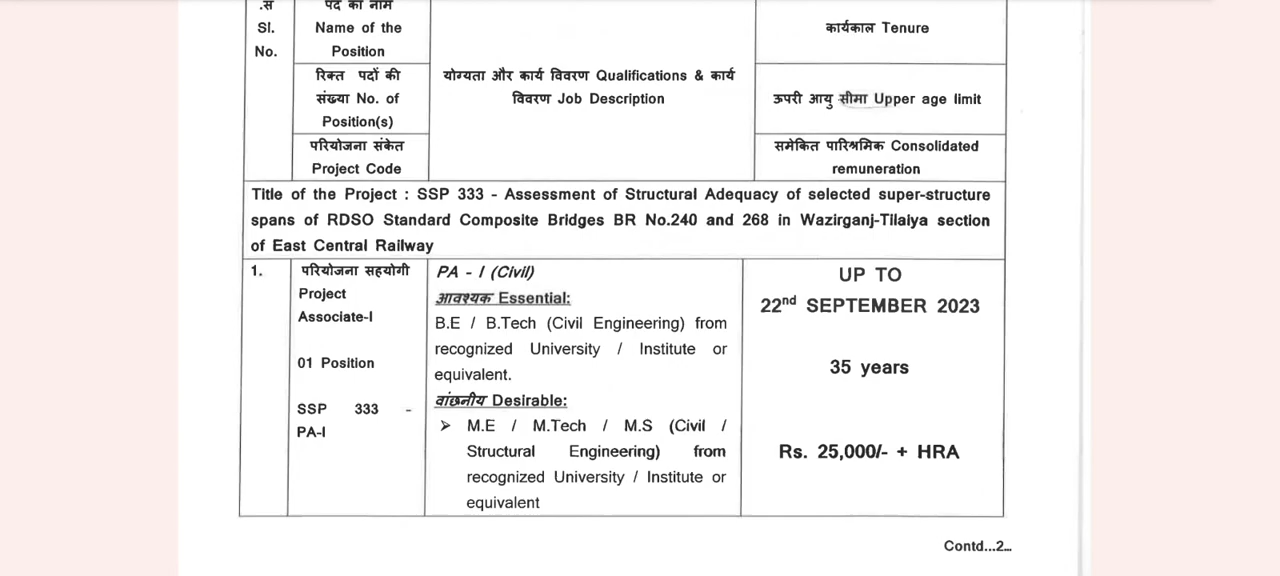 .स
Sl.
No.
पद का नाम
Name of the
Position
रिक्त पदों की
संख्या No. of
Position(s)
परियोजना संकेत
Project Code
योग्यता और कार्य विवरण Qualifications & कार्य
विवरण Job Description
कार्यकाल Tenure
ऊपरी आयु सीमा Upper age limit
समेकित पारिश्रमिक Consolidated
remuneration
Title of the Project : SSP 333 - Assessment of Structural Adequacy of selected super-structure
spans of RDSO Standard Composite Bridges BR No.240 and 268 in Wazirganj-Tilaiya section
of East Central Railway
1.
परियोजना सहयोगी
Project
Associate-I
01 Position
SSP 333 -
PA-I
PA - I (Civil)
आवश्यक Essential:
B.E / B.Tech (Civil Engineering) from
recognized University / Institute or
equivalent.
वांछनीय Desirable:
➢ M.E / M.Tech / M.S (Civil /
Structural Engineering) from
recognized University / Institute or
equivalent
UP TO
22nd SEPTEMBER 2023
35 years
Rs. 25,000/- + HRA
Contd...2...